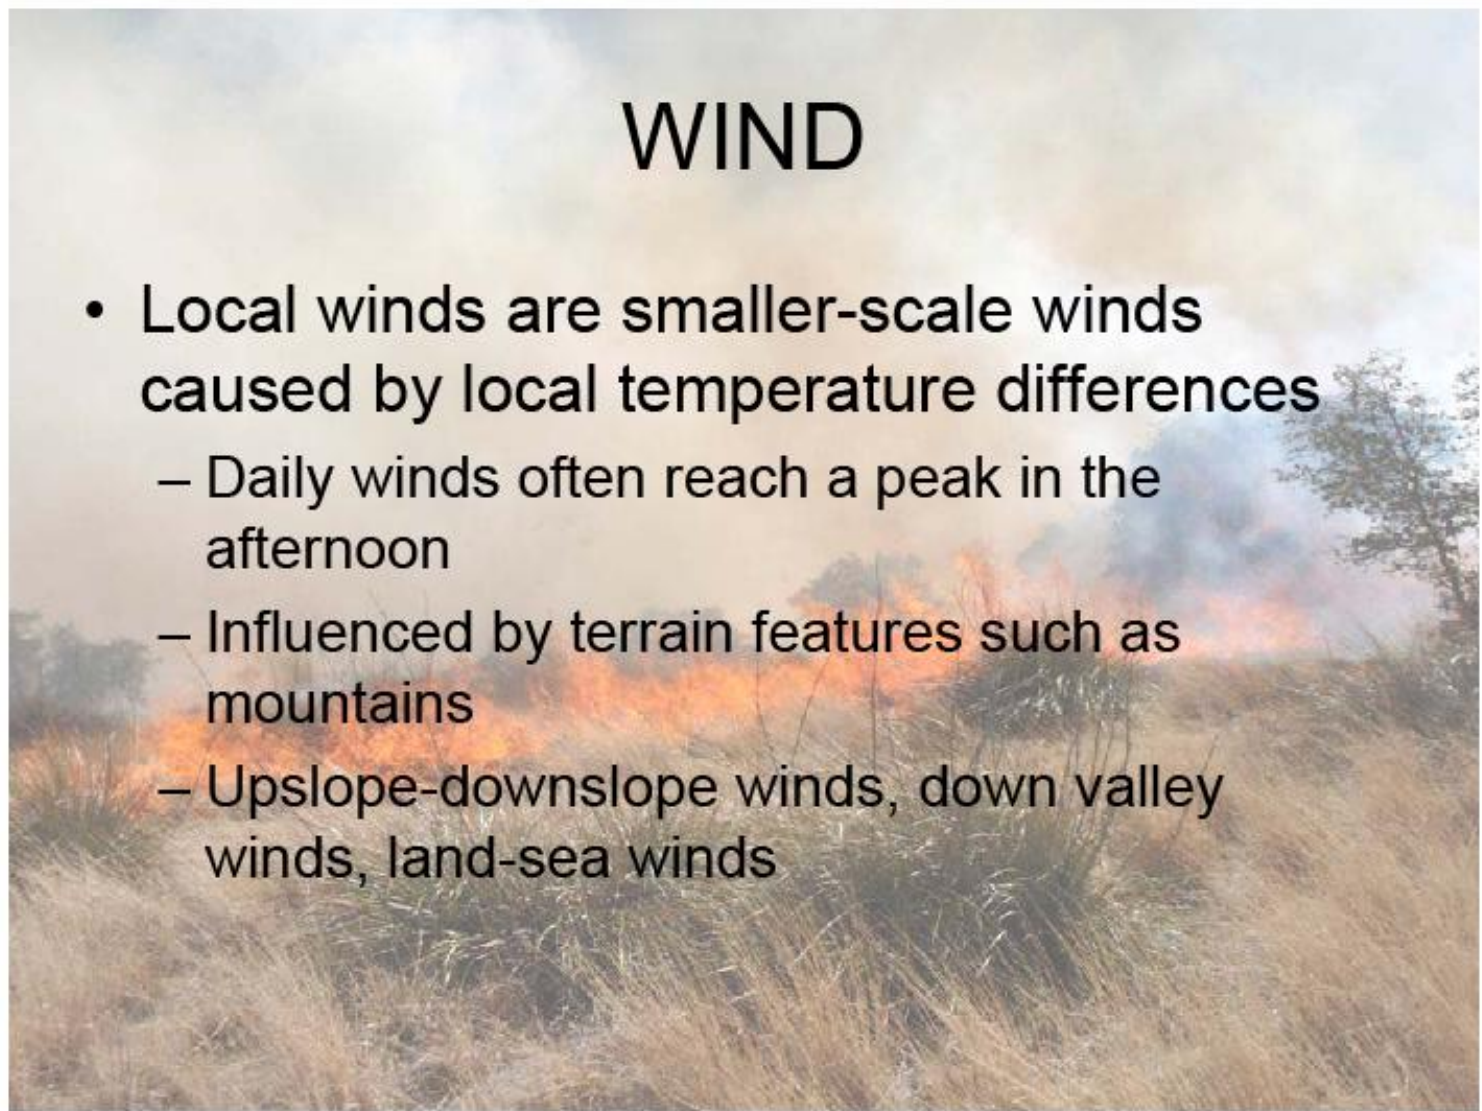 WIND
• Local winds are smaller-scale winds
caused by local temperature differences
– Daily winds often reach a peak in the
afternoon
– Influenced by terrain features such as
mountains
– Upslope-downslope winds, down valley
winds, land-sea winds